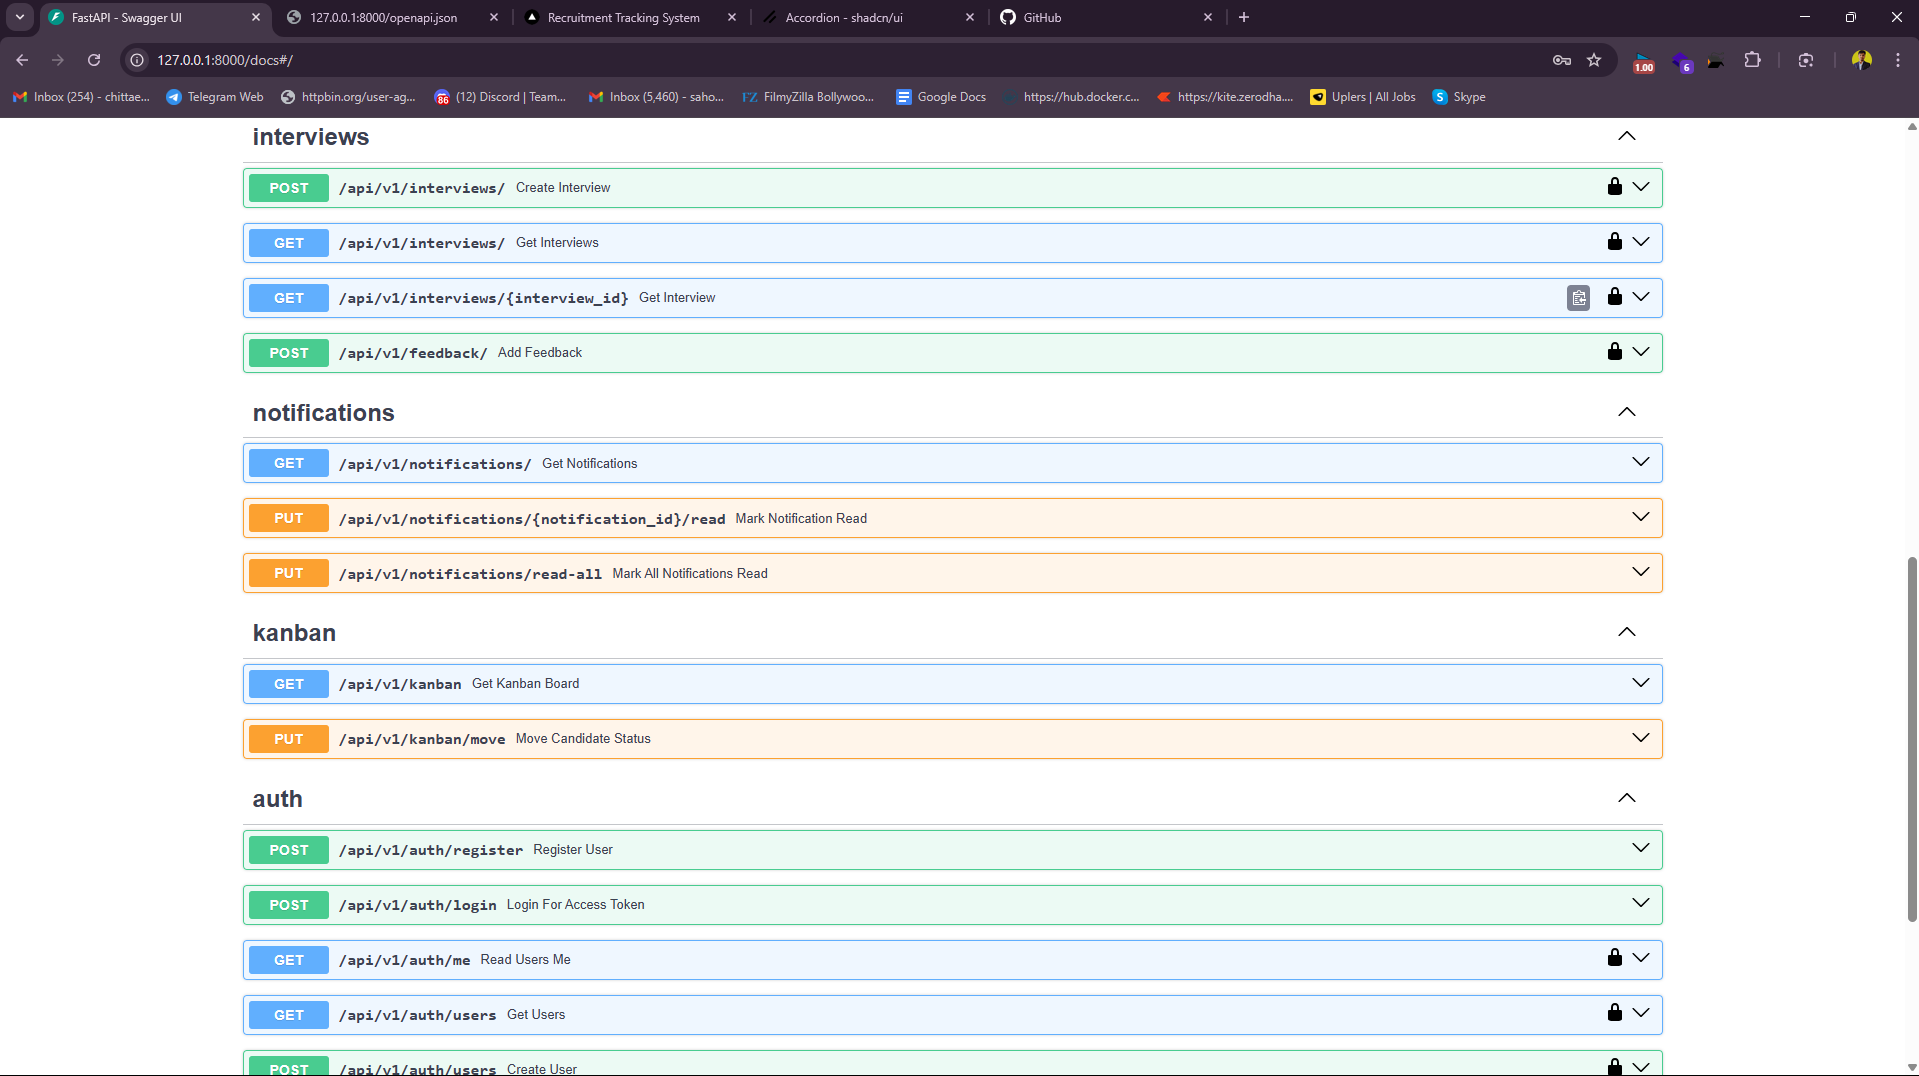 FastAPI - Swagger UI
127.0.0.1:8000/openapi.json
Recruitment Tracking System
Accordion - shadcn/ui
GitHub
127.0.0.1:8000/docs#/
1.00
6
Inbox (254) - chittae...
Telegram Web
httpbin.org/user-ag...
86
(12) Discord | Team...
Inbox (5,460) - saho...
FZ
FilmyZilla Bollywoo...
Google Docs
https://hub.docker.c...
https://kite.zerodha....
Uplers | All Jobs
S
Skype
interviews
POST /api/v1/interviews/ Create Interview
GET /api/v1/interviews/ Get Interviews
GET /api/v1/interviews/{interview_id} Get Interview
POST /api/v1/feedback/ Add Feedback
notifications
GET /api/v1/notifications/ Get Notifications
PUT /api/v1/notifications/{notification_id}/read Mark Notification Read
PUT /api/v1/notifications/read-all Mark All Notifications Read
kanban
GET /api/v1/kanban Get Kanban Board
PUT /api/v1/kanban/move Move Candidate Status
auth
POST /api/v1/auth/register Register User
POST /api/v1/auth/login Login For Access Token
GET /api/v1/auth/me Read Users Me
GET /api/v1/auth/users Get Users
POST /api/v1/auth/users Create User